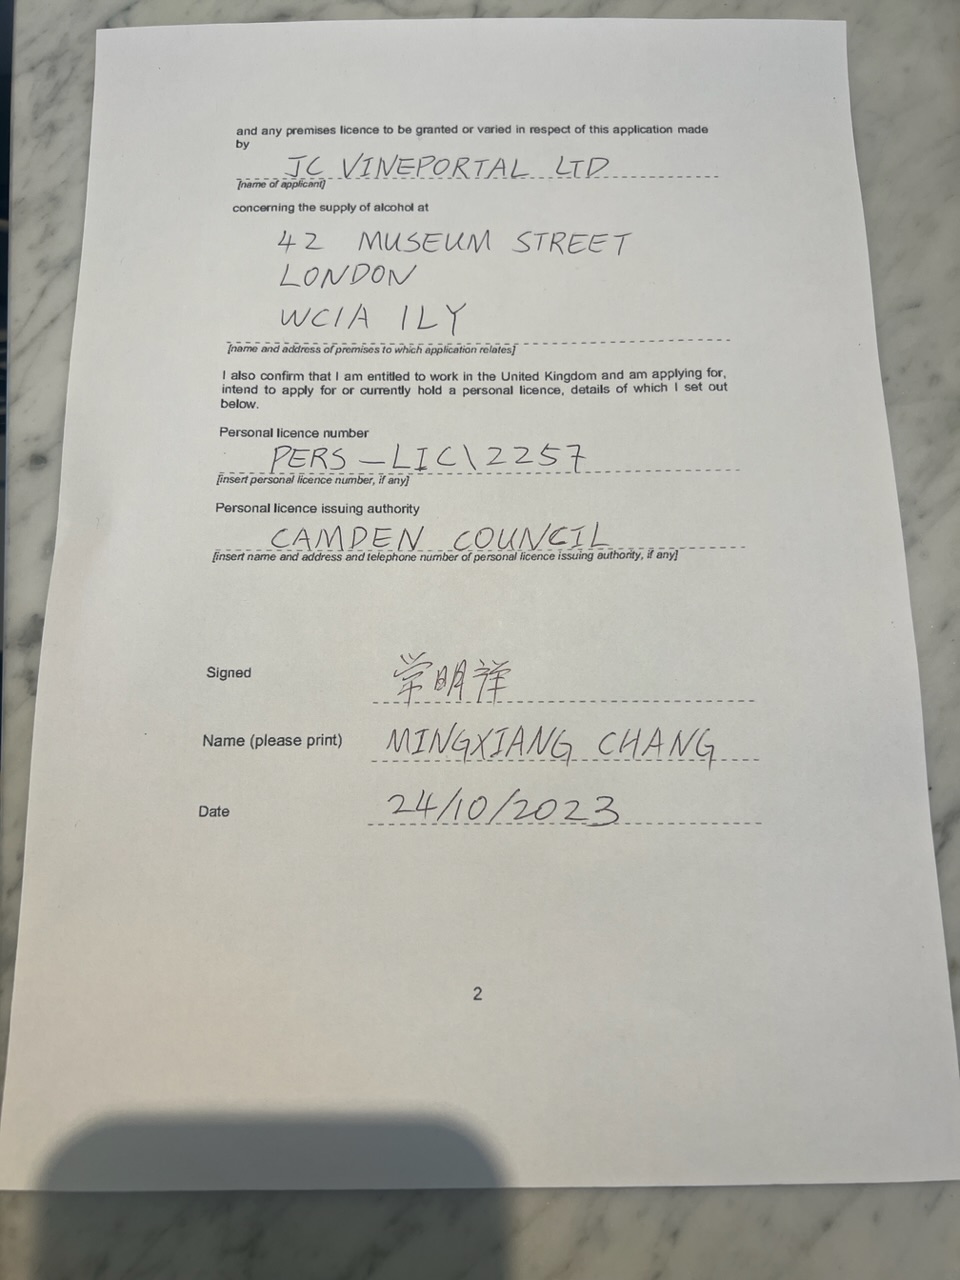 and any premises licence to be granted or varied in respect of this application made
by
JC VINEPORTAL LTD
[name of applicant]
concerning the supply of alcohol at
42 MUSEUM STREET
LONDON
WC1A 1LY
[name and address of premises to which application relates]
I also confirm that I am entitled to work in the United Kingdom and am applying for,
intend to apply for or currently hold a personal licence, details of which I set out
below.
Personal licence number
PERS-LIC\2257
[insert personal licence number, if any]
Personal licence issuing authority
CAMDEN COUNCIL
[insert name and address and telephone number of personal licence issuing authority, if any]
Signed 常明祥
Name (please print) MINGXIANG CHANG
Date 24/10/2023
2